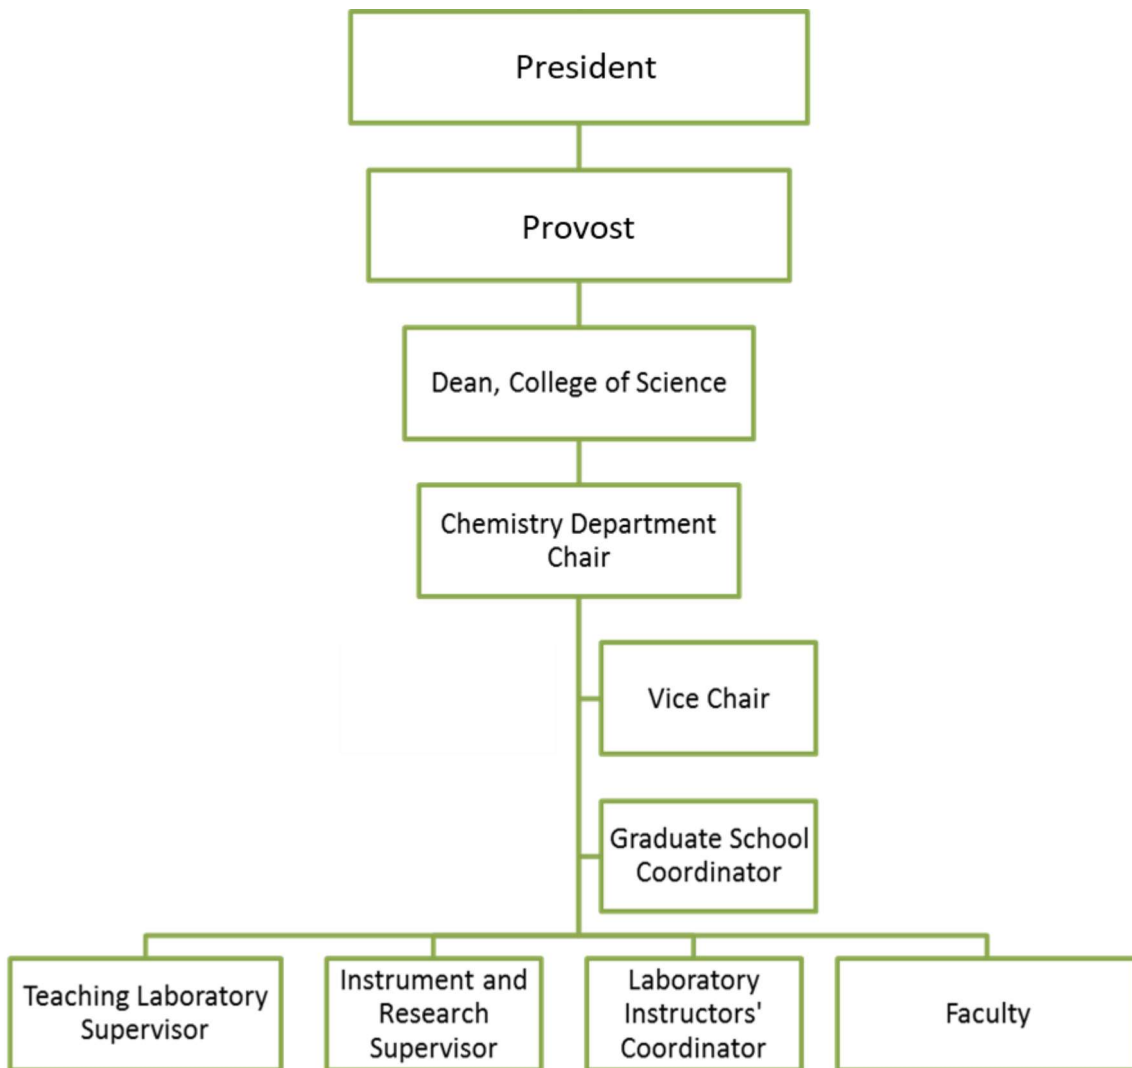 President
Provost
Dean, College of Science
Chemistry Department
Chair
Vice Chair
Graduate School
Coordinator
Teaching Laboratory
Supervisor
Instrument and
Research
Supervisor
Laboratory
Instructors'
Coordinator
Faculty